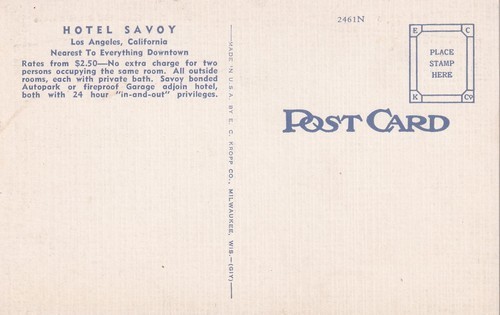 HOTEL SAVOY
Los Angeles, California
Nearest To Everything Downtown
Rates from $2.50—No extra charge for two
persons occupying the same room. All outside
rooms, each with private bath. Savoy bonded
Autopark or fireproof Garage adjoin hotel,
both with 24 hour "in-and-out" privileges.
MADE IN U.S.A. BY E. C. KROPP CO., MILWAUKEE, WIS.—(GIY)
2461N
E C
PLACE
STAMP
HERE
K Co
POST CARD